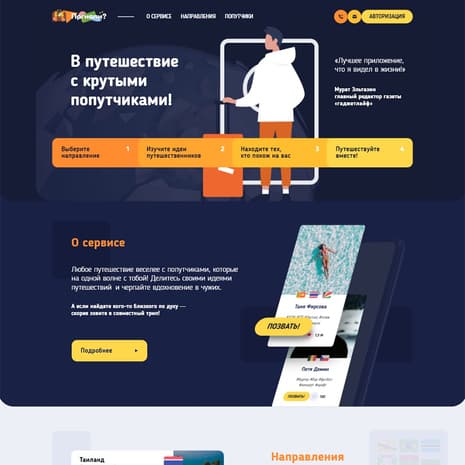 Погнали?
О СЕРВИСЕ
НАПРАВЛЕНИЯ
ПОПУТЧИКИ
АВТОРИЗАЦИЯ
В путешествие
с крутыми
попутчиками!
«Лучшее приложение,
что я видел в жизни!»
Мурат Эльгазин
главный редактор газеты
«гаджетлайф»
Выберите
направление
1
Изучите идеи
путешественников
2
Находите тех,
кто похож на вас
3
Путешествуйте
вместе!
4
О сервисе
Любое путешествие веселее с попутчиками, которые
на одной волне с тобой! Делитесь своими идеями
путешествий и черпайте вдохновение в чужих.
А если найдете кого-то близкого по духу —
скорее зовите в совместный трип!
Подробнее
Таня Фирсова
ПОЗВАТЬ!
Петя Демин
ПОЗВАТЬ!
Таиланд
Направления